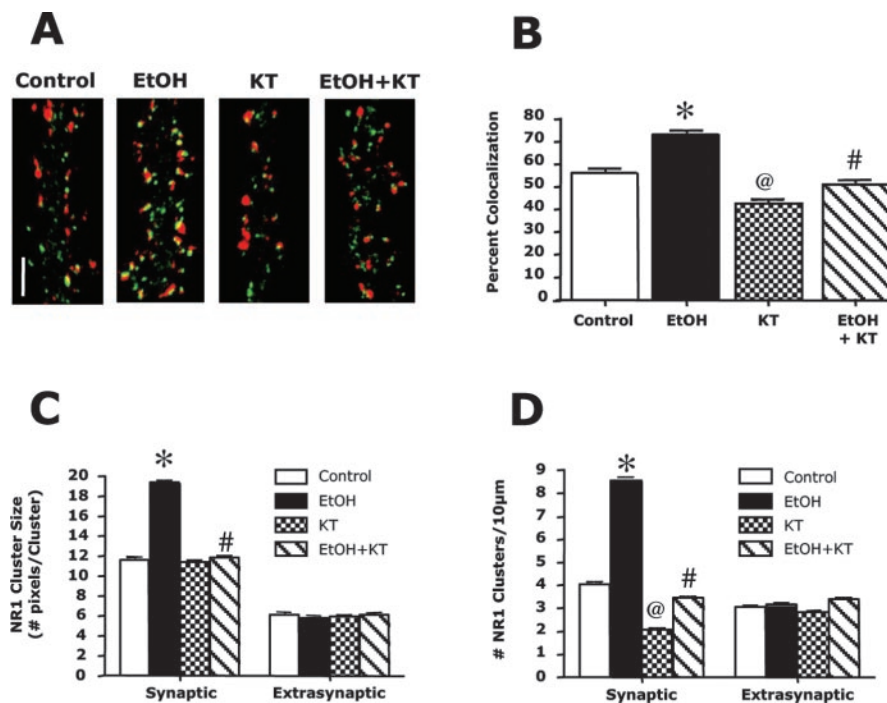 A
Control EtOH KT EtOH+KT
B
Percent Colocalization
80
70
60
50
40
30
20
10
0
*
@
#
Control EtOH KT EtOH
+ KT
C
NR1 Cluster Size
(# pixels/Cluster)
20
18
16
14
12
10
8
6
4
2
0
*
#
Control
EtOH
KT
EtOH+KT
Synaptic Extrasynaptic
D
# NR1 Clusters/10µm
9
8
7
6
5
4
3
2
1
0
*
@
#
Control
EtOH
KT
EtOH+KT
Synaptic Extrasynaptic